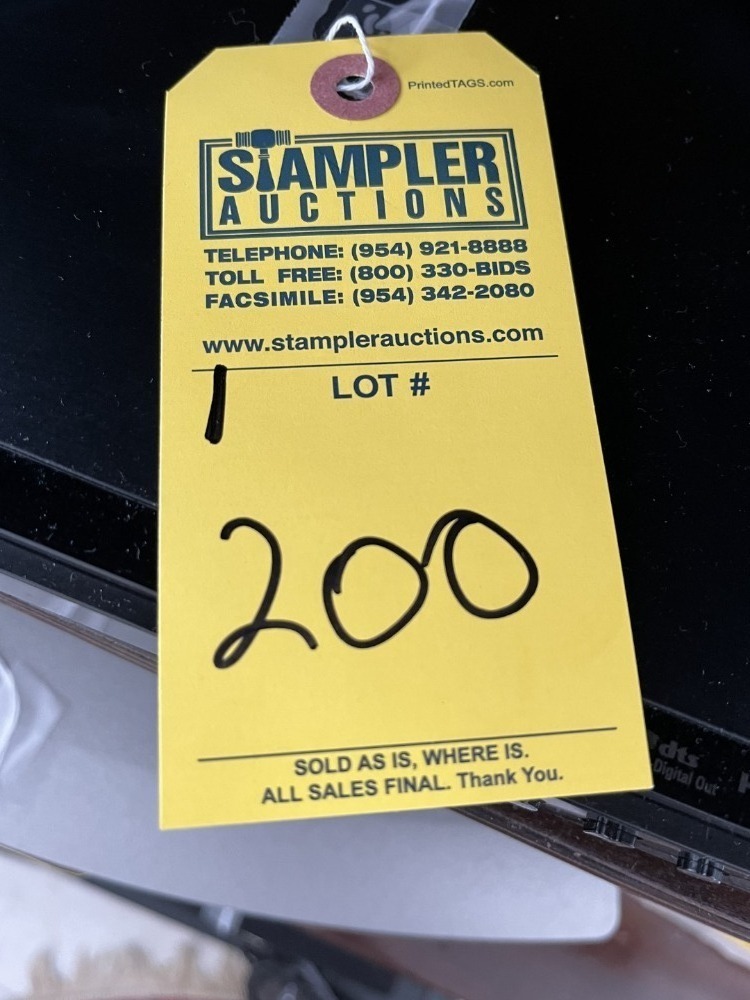 PrintedTAGS.com
STAMPLER
AUCTIONS
TELEPHONE: (954) 921-8888
TOLL FREE: (800) 330-BIDS
FACSIMILE: (954) 342-2080
www.stamplerauctions.com
LOT #
1
200
SOLD AS IS, WHERE IS.
ALL SALES FINAL. Thank You.
dts
Digital Out